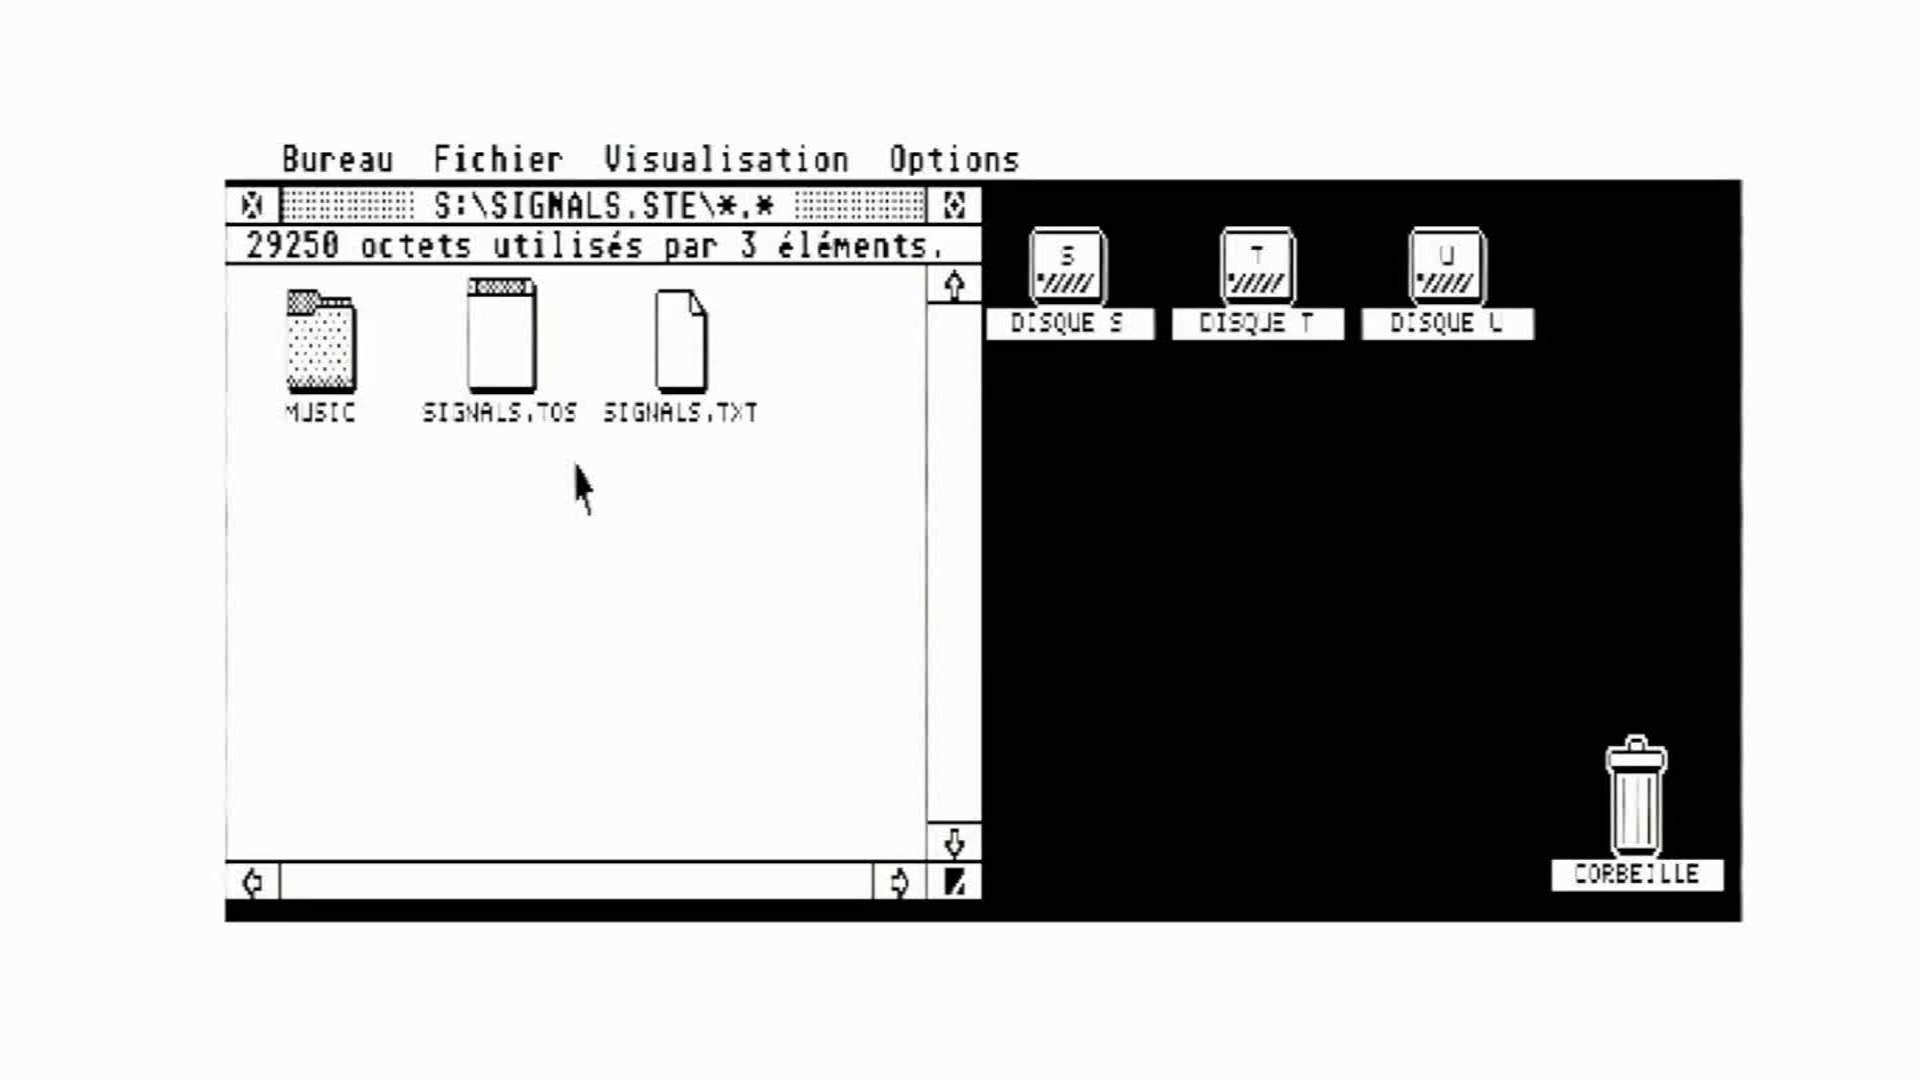 Bureau Fichier Visualisation Options
S:\SIGNALS.STE\*.*
29250 octets utilisés par 3 éléments.
S T U
DISQUE S DISQUE T DISQUE U
MUSIC SIGNALS.TOS SIGNALS.TXT
CORBEILLE